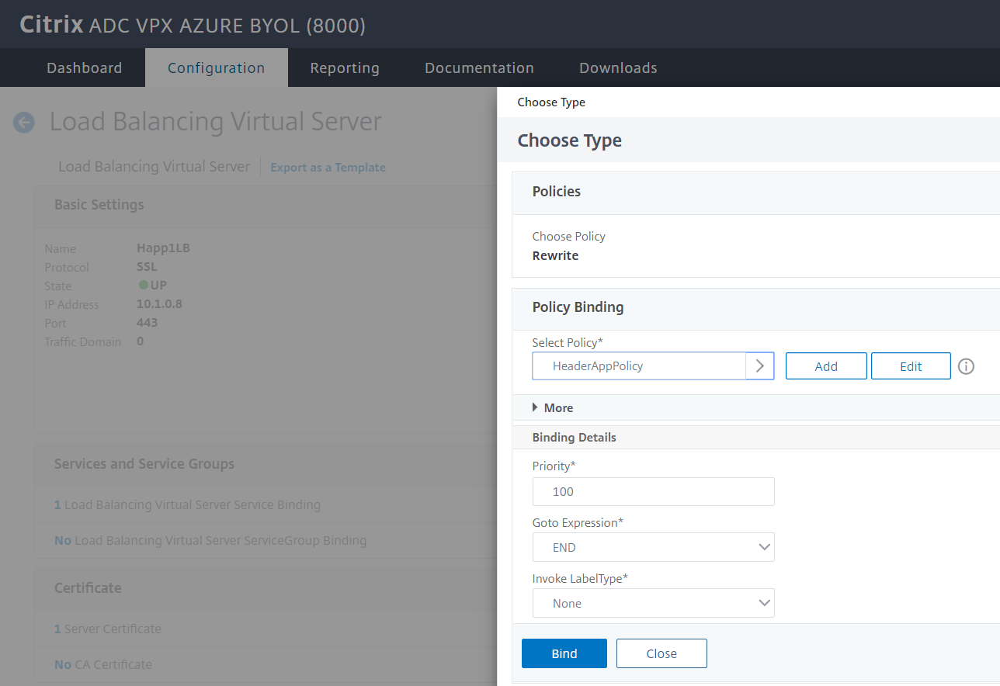 Citrix ADC VPX AZURE BYOL (8000)
Dashboard Configuration Reporting Documentation Downloads
Load Balancing Virtual Server
Load Balancing Virtual Server Export as a Template
Basic Settings
Name Happ1LB
Protocol SSL
State UP
IP Address 10.1.0.8
Port 443
Traffic Domain 0
Services and Service Groups
1 Load Balancing Virtual Server Service Binding
No Load Balancing Virtual Server ServiceGroup Binding
Certificate
1 Server Certificate
No CA Certificate
Choose Type
Choose Type
Policies
Choose Policy
Rewrite
Policy Binding
Select Policy*
HeaderAppPolicy Add Edit
More
Binding Details
Priority*
100
Goto Expression*
END
Invoke LabelType*
None
Bind Close